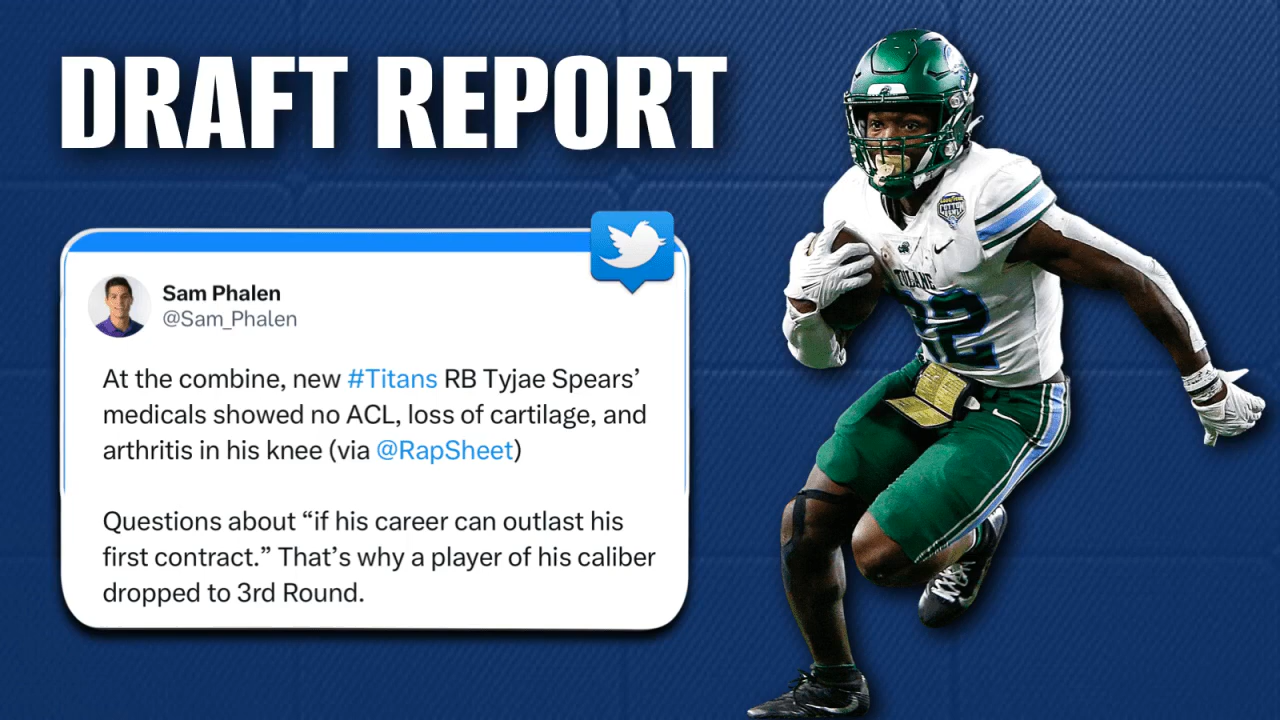 DRAFT REPORT
Sam Phalen
@Sam_Phalen
At the combine, new #Titans RB Tyjae Spears’
medicals showed no ACL, loss of cartilage, and
arthritis in his knee (via @RapSheet)
Questions about “if his career can outlast his
first contract.” That’s why a player of his caliber
dropped to 3rd Round.
COTTON
TULANE
22